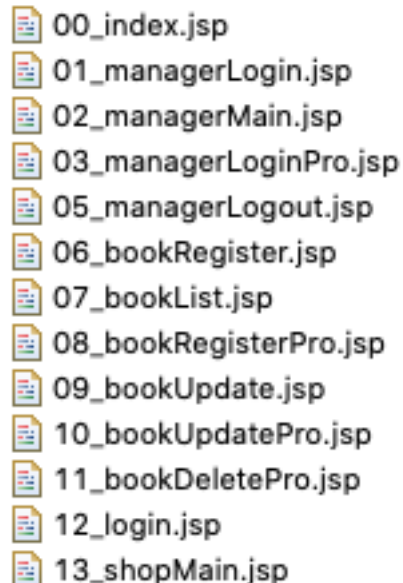 00_index.jsp
01_managerLogin.jsp
02_managerMain.jsp
03_managerLoginPro.jsp
05_managerLogout.jsp
06_bookRegister.jsp
07_bookList.jsp
08_bookRegisterPro.jsp
09_bookUpdate.jsp
10_bookUpdatePro.jsp
11_bookDeletePro.jsp
12_login.jsp
13_shopMain.jsp